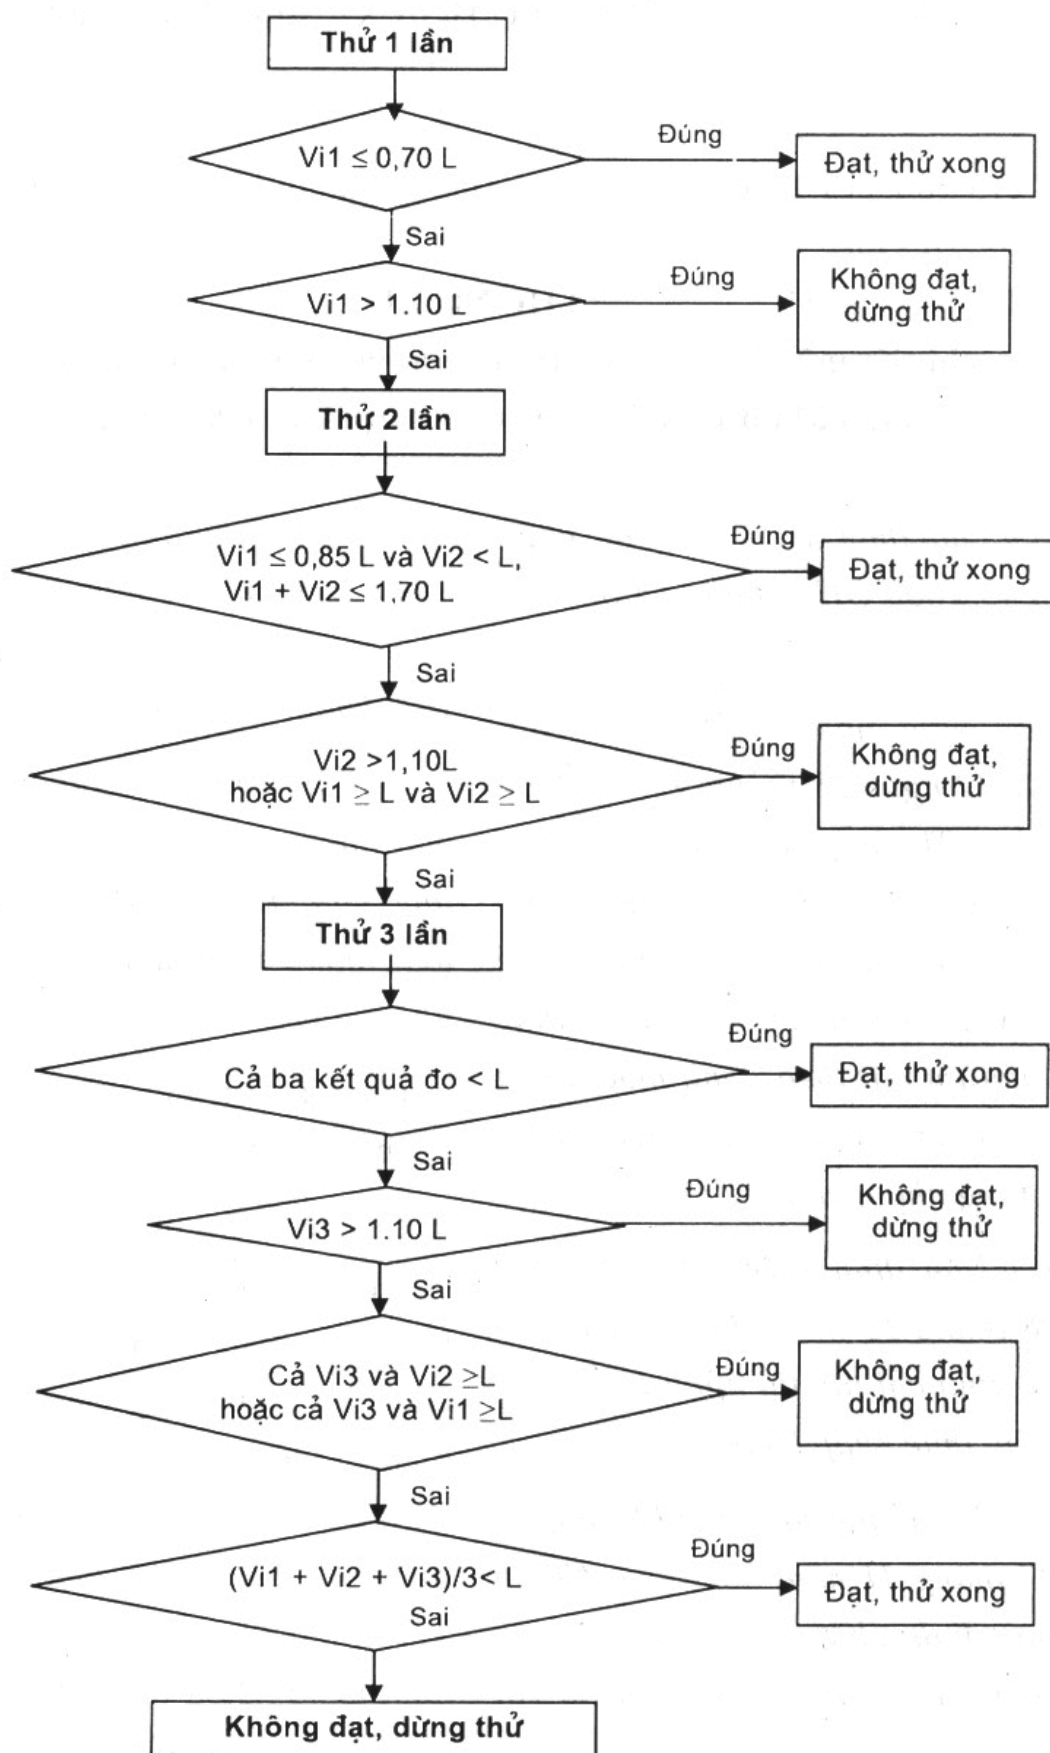 Thử 1 lần
Vi1 ≤ 0,70 L
Đúng
Đạt, thử xong
Sai
Vi1 > 1.10 L
Đúng
Không đạt,
dừng thử
Sai
Thử 2 lần
Vi1 ≤ 0,85 L và Vi2 < L,
Vi1 + Vi2 ≤ 1,70 L
Đúng
Đạt, thử xong
Sai
Vi2 >1,10L
hoặc Vi1 ≥ L và Vi2 ≥ L
Đúng
Không đạt,
dừng thử
Sai
Thử 3 lần
Cả ba kết quả đo < L
Đúng
Đạt, thử xong
Sai
Vi3 > 1.10 L
Đúng
Không đạt,
dừng thử
Sai
Cả Vi3 và Vi2 ≥L
hoặc cả Vi3 và Vi1 ≥L
Đúng
Không đạt,
dừng thử
Sai
(Vi1 + Vi2 + Vi3)/3< L
Đúng
Đạt, thử xong
Sai
Không đạt, dừng thử